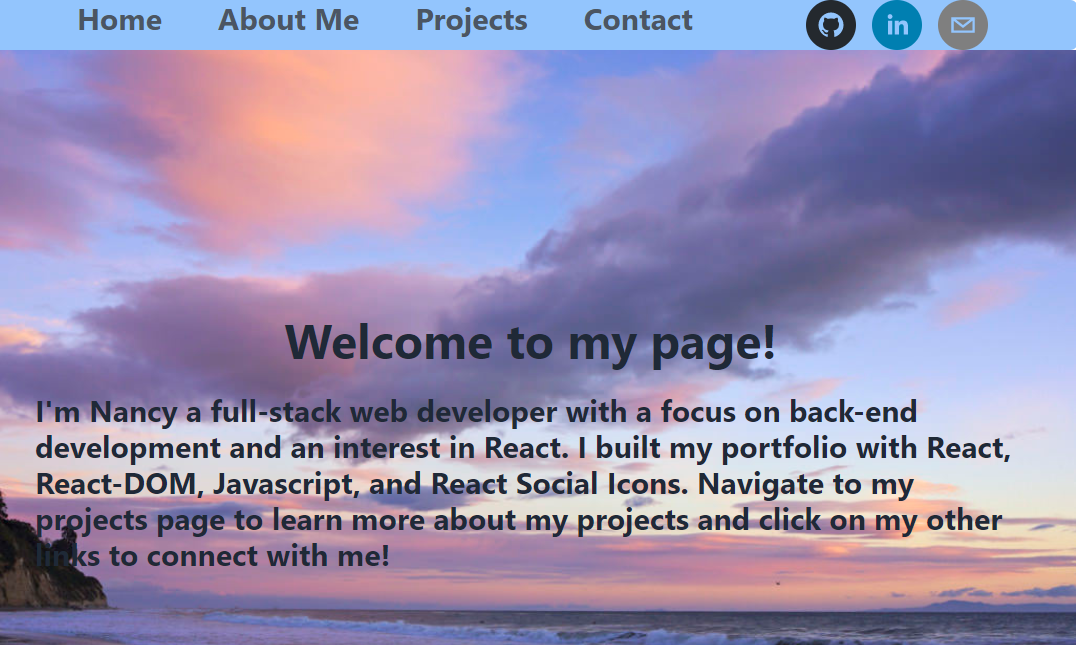 Home About Me Projects Contact in
Welcome to my page!
I'm Nancy a full-stack web developer with a focus on back-end
development and an interest in React. I built my portfolio with React,
React-DOM, Javascript, and React Social Icons. Navigate to my
projects page to learn more about my projects and click on my other
links to connect with me!